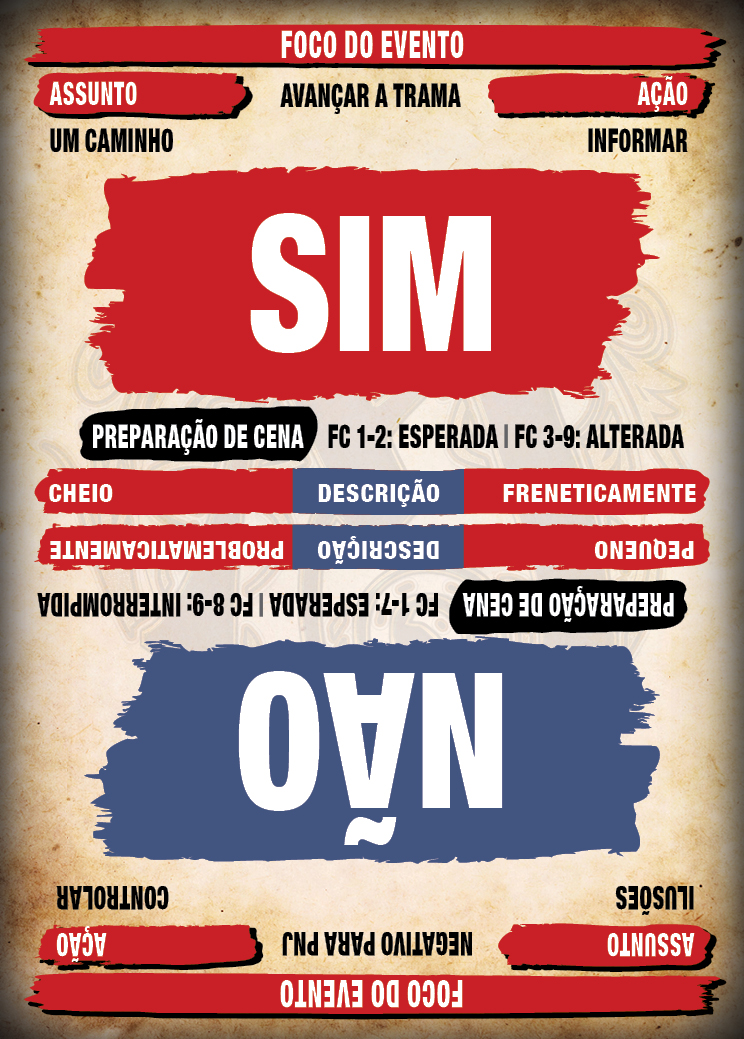 FOCO DO EVENTO
ASSUNTO AVANÇAR A TRAMA AÇÃO
UM CAMINHO INFORMAR
SIM
PREPARAÇÃO DE CENA FC 1-2: ESPERADA | FC 3-9: ALTERADA
CHEIO DESCRIÇÃO FRENETICAMENTE
PEQUENO DESCRIÇÃO PROBLEMATICAMENTE
PREPARAÇÃO DE CENA FC 1-7: ESPERADA | FC 8-9: INTERROMPIDA
NÃO
ILUSÕES CONTROLAR
ASSUNTO NEGATIVO PARA PNJ AÇÃO
FOCO DO EVENTO